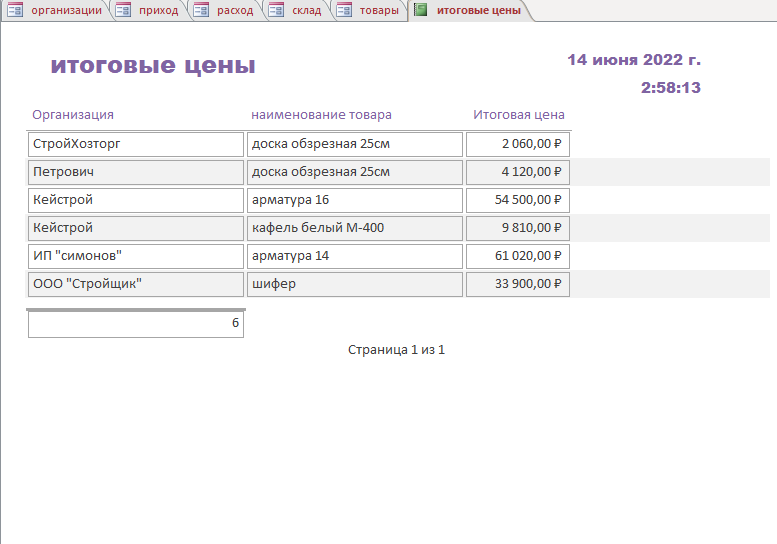 организации приход расход склад товары итоговые цены
итоговые цены
14 июня 2022 г.
2:58:13
Организация наименование товара Итоговая цена
СтройХозторг доска обзрезная 25см 2 060,00 ₽
Петрович доска обзрезная 25см 4 120,00 ₽
Кейстрой арматура 16 54 500,00 ₽
Кейстрой кафель белый М-400 9 810,00 ₽
ИП "симонов" арматура 14 61 020,00 ₽
ООО "Стройщик" шифер 33 900,00 ₽
6
Страница 1 из 1